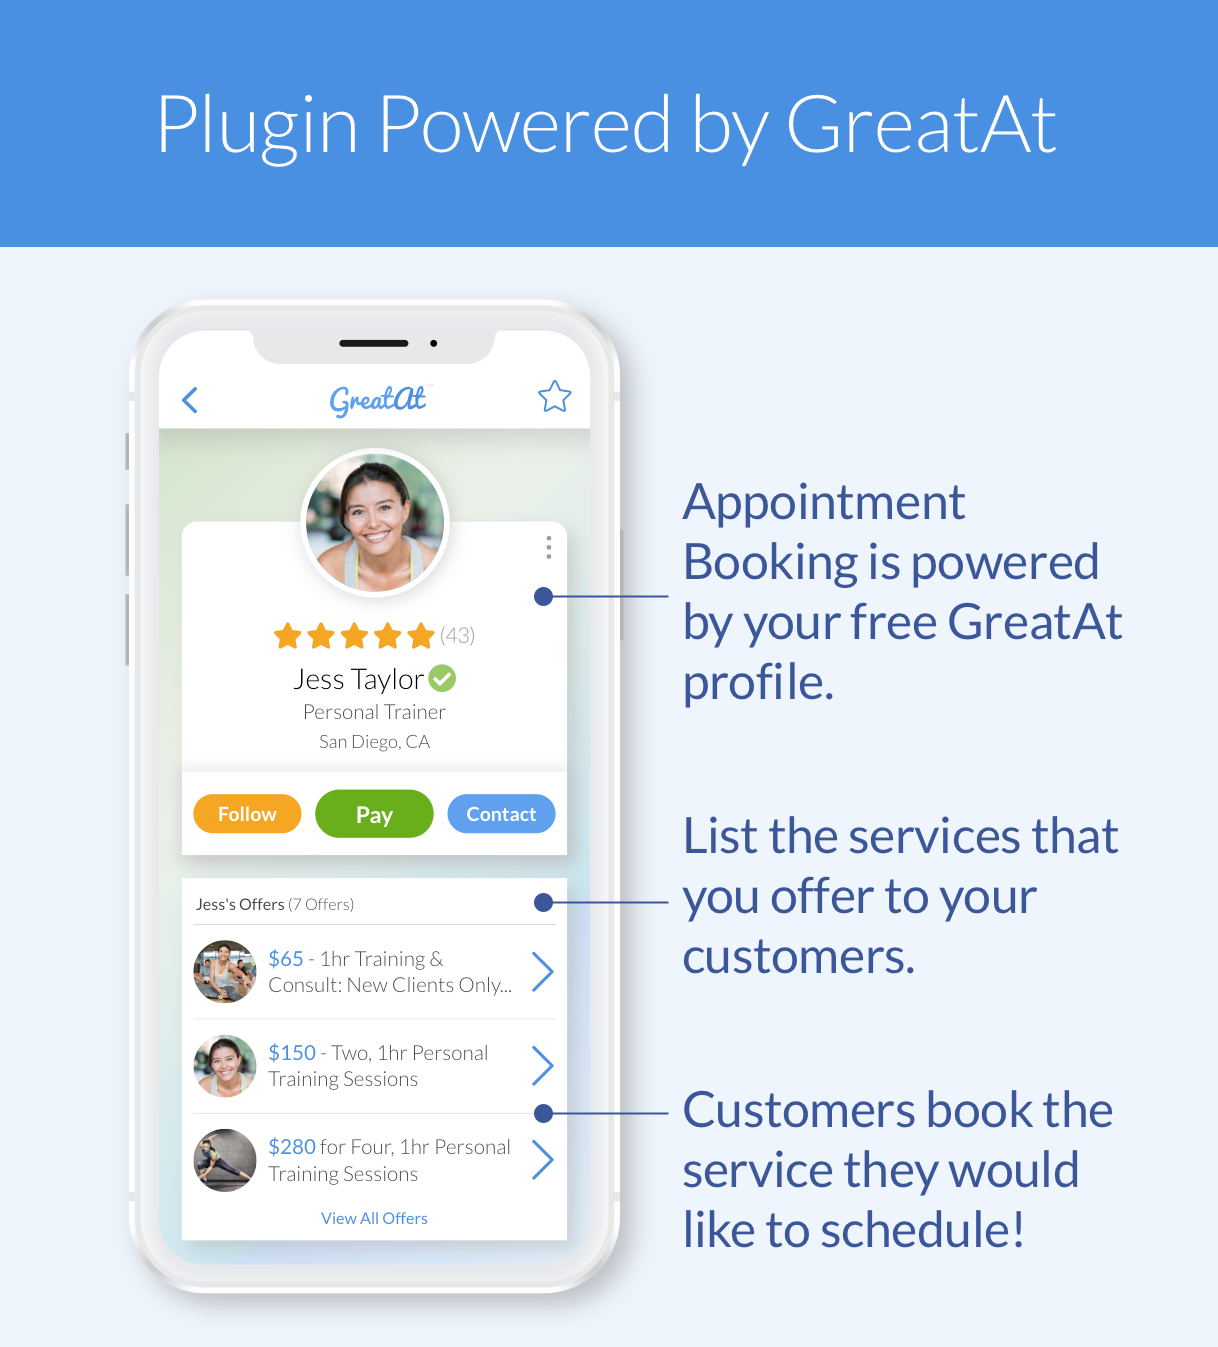 Plugin Powered by GreatAt
GreatAt
(43)
Jess Taylor
Personal Trainer
San Diego, CA
Follow
Pay
Contact
Jess's Offers (7 Offers)
$65 - 1hr Training &
Consult: New Clients Only...
$150 - Two, 1hr Personal
Training Sessions
$280 for Four, 1hr Personal
Training Sessions
View All Offers
Appointment
Booking is powered
by your free GreatAt
profile.
List the services that
you offer to your
customers.
Customers book the
service they would
like to schedule!